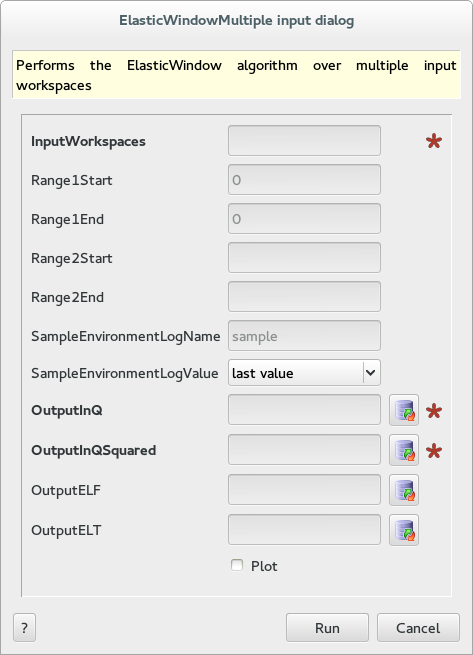 ElasticWindowMultiple input dialog
Performs the ElasticWindow algorithm over multiple input
workspaces
InputWorkspaces *
Range1Start 0
Range1End 0
Range2Start
Range2End
SampleEnvironmentLogName sample
SampleEnvironmentLogValue last value
OutputInQ *
OutputInQSquared *
OutputELF
OutputELT
Plot
? Run Cancel